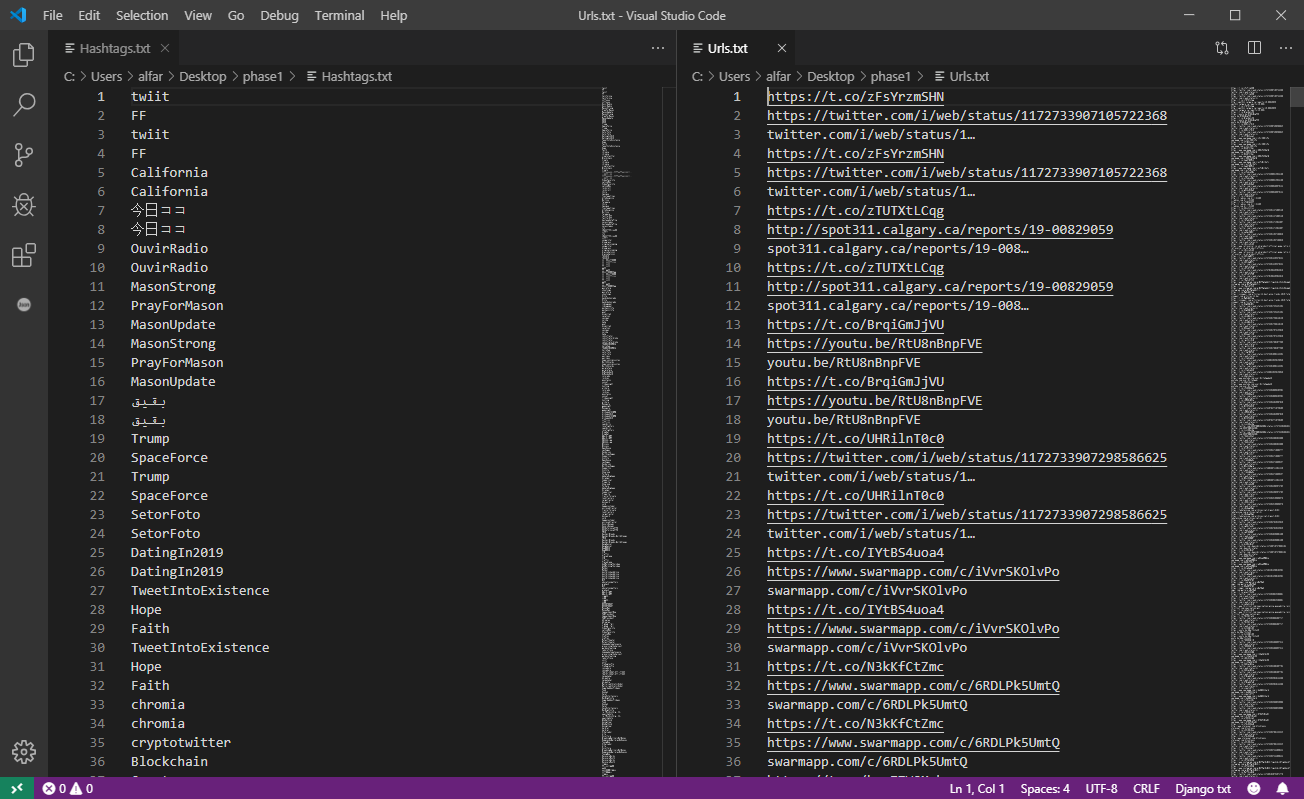 File Edit Selection View Go Debug Terminal Help
Urls.txt - Visual Studio Code
Hashtags.txt
C: > Users > alfar > Desktop > phase1 > Hashtags.txt
1 twiit
2 FF
3 twiit
4 FF
5 California
6 California
7 今日ココ
8 今日ココ
9 OuvirRadio
10 OuvirRadio
11 MasonStrong
12 PrayForMason
13 MasonUpdate
14 MasonStrong
15 PrayForMason
16 MasonUpdate
17 بقيق
18 بقيق
19 Trump
20 SpaceForce
21 Trump
22 SpaceForce
23 SetorFoto
24 SetorFoto
25 DatingIn2019
26 DatingIn2019
27 TweetIntoExistence
28 Hope
29 Faith
30 TweetIntoExistence
31 Hope
32 Faith
33 chromia
34 chromia
35 cryptotwitter
36 Blockchain
Urls.txt
C: > Users > alfar > Desktop > phase1 > Urls.txt
1 https://t.co/zFsYrzmSHN
2 https://twitter.com/i/web/status/1172733907105722368
3 twitter.com/i/web/status/1…
4 https://t.co/zFsYrzmSHN
5 https://twitter.com/i/web/status/1172733907105722368
6 twitter.com/i/web/status/1…
7 https://t.co/zTUTXtLCqg
8 http://spot311.calgary.ca/reports/19-00829059
9 spot311.calgary.ca/reports/19-008…
10 https://t.co/zTUTXtLCqg
11 http://spot311.calgary.ca/reports/19-00829059
12 spot311.calgary.ca/reports/19-008…
13 https://t.co/BrqiGmJjVU
14 https://youtu.be/RtU8nBnpFVE
15 youtu.be/RtU8nBnpFVE
16 https://t.co/BrqiGmJjVU
17 https://youtu.be/RtU8nBnpFVE
18 youtu.be/RtU8nBnpFVE
19 https://t.co/UHRilnT0c0
20 https://twitter.com/i/web/status/1172733907298586625
21 twitter.com/i/web/status/1…
22 https://t.co/UHRilnT0c0
23 https://twitter.com/i/web/status/1172733907298586625
24 twitter.com/i/web/status/1…
25 https://t.co/IYtBS4uoa4
26 https://www.swarmapp.com/c/iVvrSKOlvPo
27 swarmapp.com/c/iVvrSKOlvPo
28 https://t.co/IYtBS4uoa4
29 https://www.swarmapp.com/c/iVvrSKOlvPo
30 swarmapp.com/c/iVvrSKOlvPo
31 https://t.co/N3kKfCtZmc
32 https://www.swarmapp.com/c/6RDLPk5UmtQ
33 swarmapp.com/c/6RDLPk5UmtQ
34 https://t.co/N3kKfCtZmc
35 https://www.swarmapp.com/c/6RDLPk5UmtQ
36 swarmapp.com/c/6RDLPk5UmtQ
0 0 Ln 1, Col 1 Spaces: 4 UTF-8 CRLF Django txt